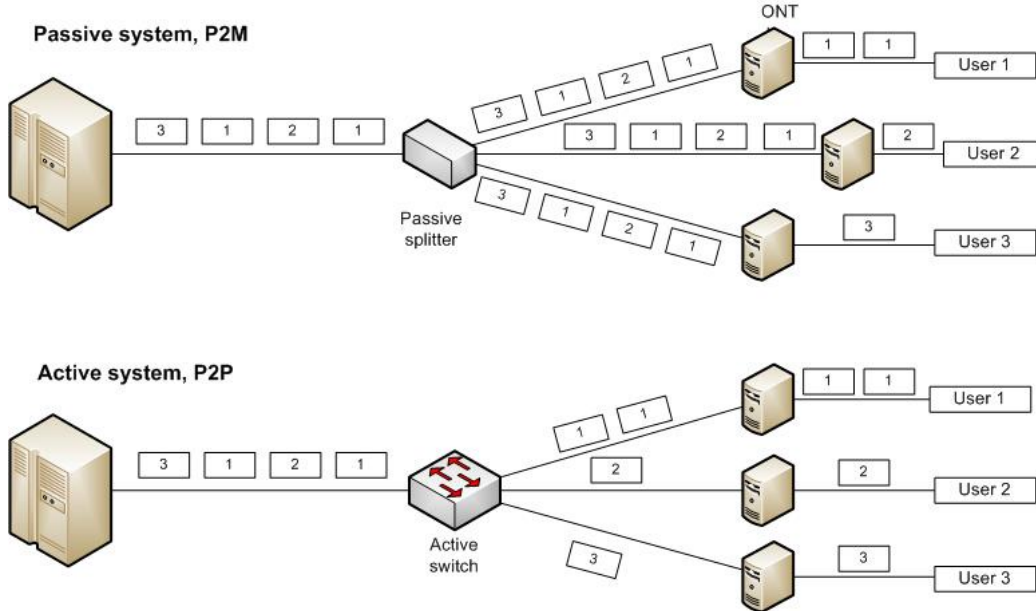 ONT
Passive system, P2M
1 1
User 1
3 1 2 1
3 1 2 1
3 1 2 1
2
User 2
Passive
splitter
3 1 2 1
3
User 3
Active system, P2P
1 1
User 1
1 1
3 1 2 1
2
2
User 2
Active
switch
3
3
User 3